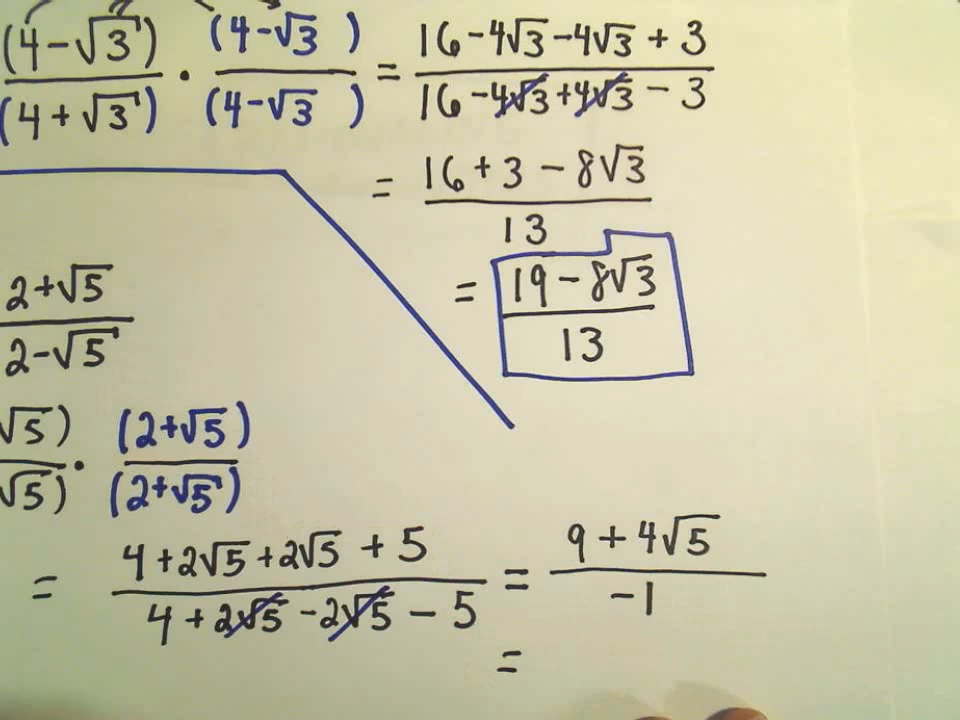 (4-√3)/(4+√3) · (4-√3)/(4-√3) = (16-4√3-4√3+3)/(16-4√3+4√3-3)
= (16+3-8√3)/13
= (19-8√3)/13
(2+√5)/(2-√5)
√5)/√5) · (2+√5)/(2+√5)
= (4+2√5+2√5+5)/(4+2√5-2√5-5) = (9+4√5)/-1
=